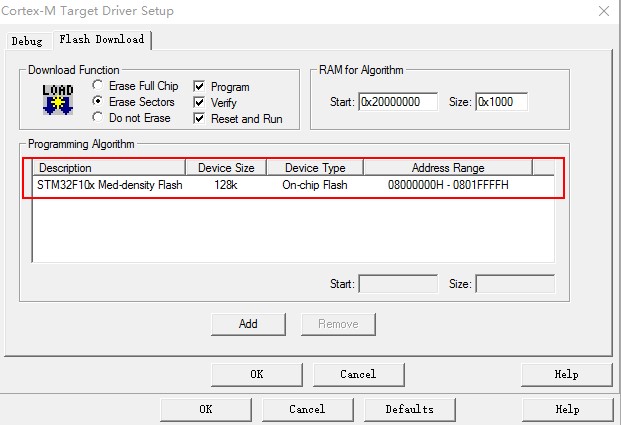 Cortex-M Target Driver Setup
Debug Flash Download
Download Function
LOAD
Erase Full Chip Program
Erase Sectors Verify
Do not Erase Reset and Run
RAM for Algorithm
Start: 0x20000000 Size: 0x1000
Programming Algorithm
Description Device Size Device Type Address Range
STM32F10x Med-density Flash 128k On-chip Flash 08000000H - 0801FFFFH
Start: Size:
Add Remove
OK Cancel Help
OK Cancel Defaults Help